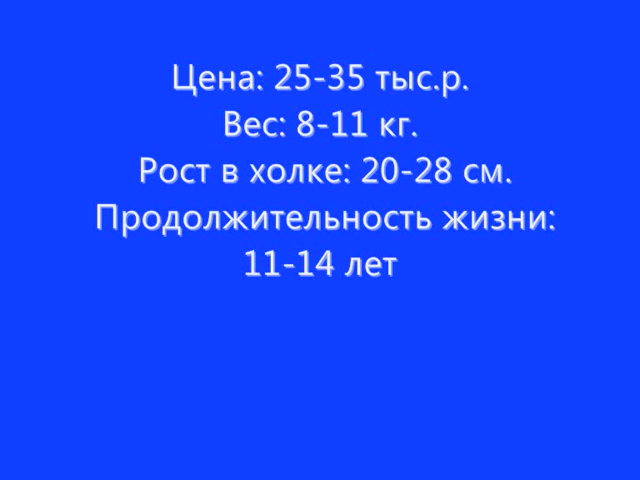 Цена: 25-35 тыс.р.
Вес: 8-11 кг.
Рост в холке: 20-28 см.
Продолжительность жизни:
11-14 лет